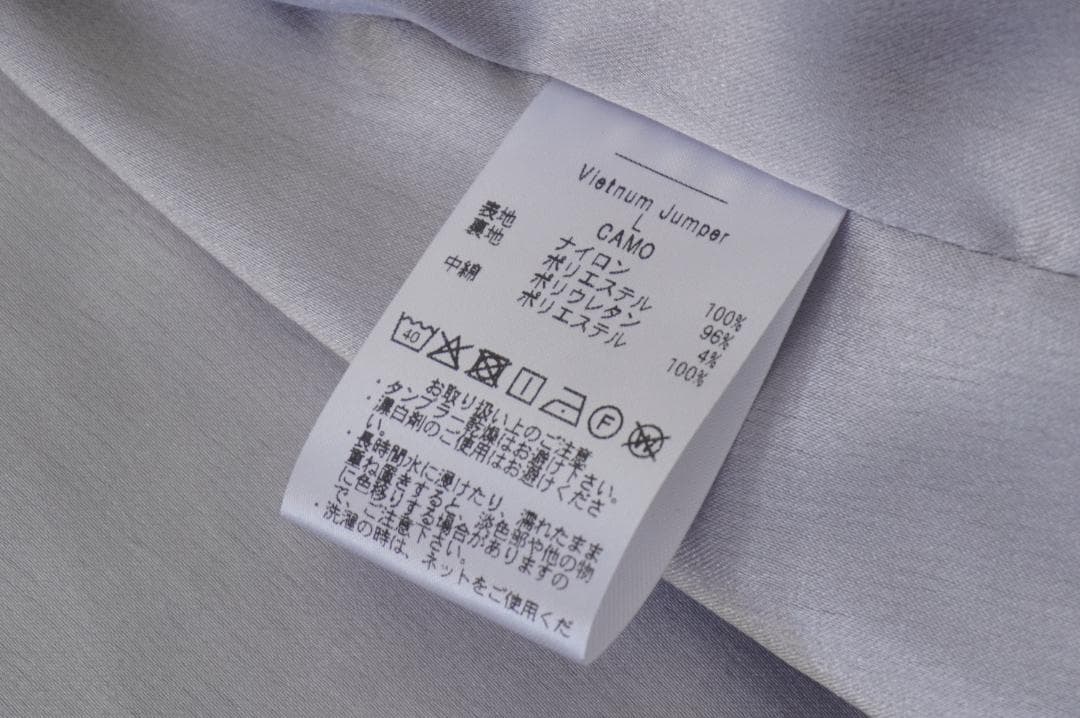 Vietnum Jumper
L
CAMO
表地 ナイロン 100%
裏地 ポリエステル 96%
ポリウレタン 4%
中綿 ポリエステル 100%
40 F W
お取り扱い上のご注意
・タンブラー乾燥はお避け下さい。
・漂白剤のご使用はお避けくださ
い。
・長時間水に浸けたり、濡れたまま
重ね置きすると、淡色部や他の物
に色移りする場合がありますの
で、ご注意下さい。
・洗濯の時は、ネットをご使用くだ